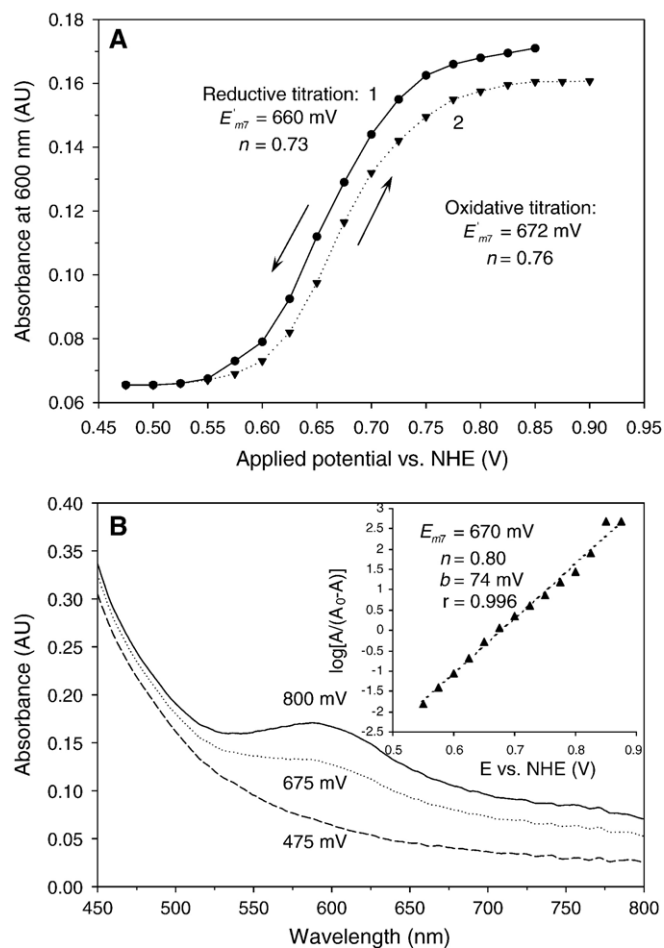 A
Absorbance at 600 nm (AU)
0.18
0.16
0.14
0.12
0.10
0.08
0.06
0.04
Reductive titration: 1
E'm7 = 660 mV
n = 0.73
2
Oxidative titration:
E'm7 = 672 mV
n = 0.76
0.45 0.50 0.55 0.60 0.65 0.70 0.75 0.80 0.85 0.90 0.95
Applied potential vs. NHE (V)
B
Absorbance (AU)
0.40
0.35
0.30
0.25
0.20
0.15
0.10
0.05
0.00
800 mV
675 mV
475 mV
log[A/(A0-A)]
3
2.5
2
1.5
1
0.5
0
-0.5
-1
-1.5
-2
-2.5
Em7 = 670 mV
n = 0.80
b = 74 mV
r = 0.996
0.5 0.6 0.7 0.8 0.9
E vs. NHE (V)
450 500 550 600 650 700 750 800
Wavelength (nm)